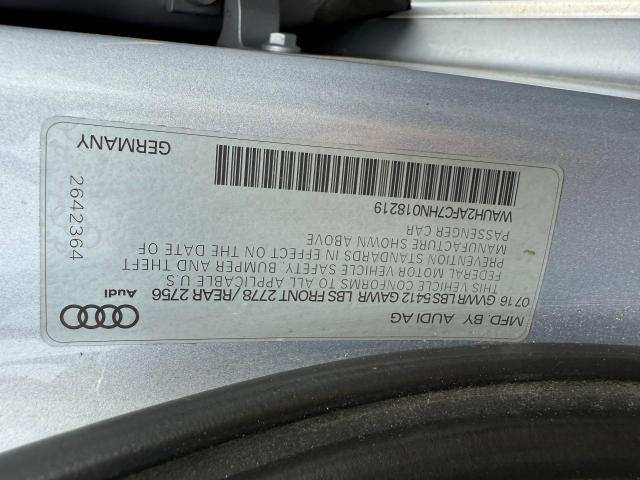 MFD. BY AUDI AG
07 16 GVWR LBS 5412 GAWR LBS FRONT 2778 / REAR 2756
THIS VEHICLE CONFORMS TO ALL APPLICABLE U.S
FEDERAL MOTOR VEHICLE SAFETY, BUMPER AND THEFT
PREVENTION STANDARDS IN EFFECT ON THE DATE OF
MANUFACTURE SHOWN ABOVE
PASSENGER CAR
WAUH2AFC7HN018219
Audi
2642364
GERMANY